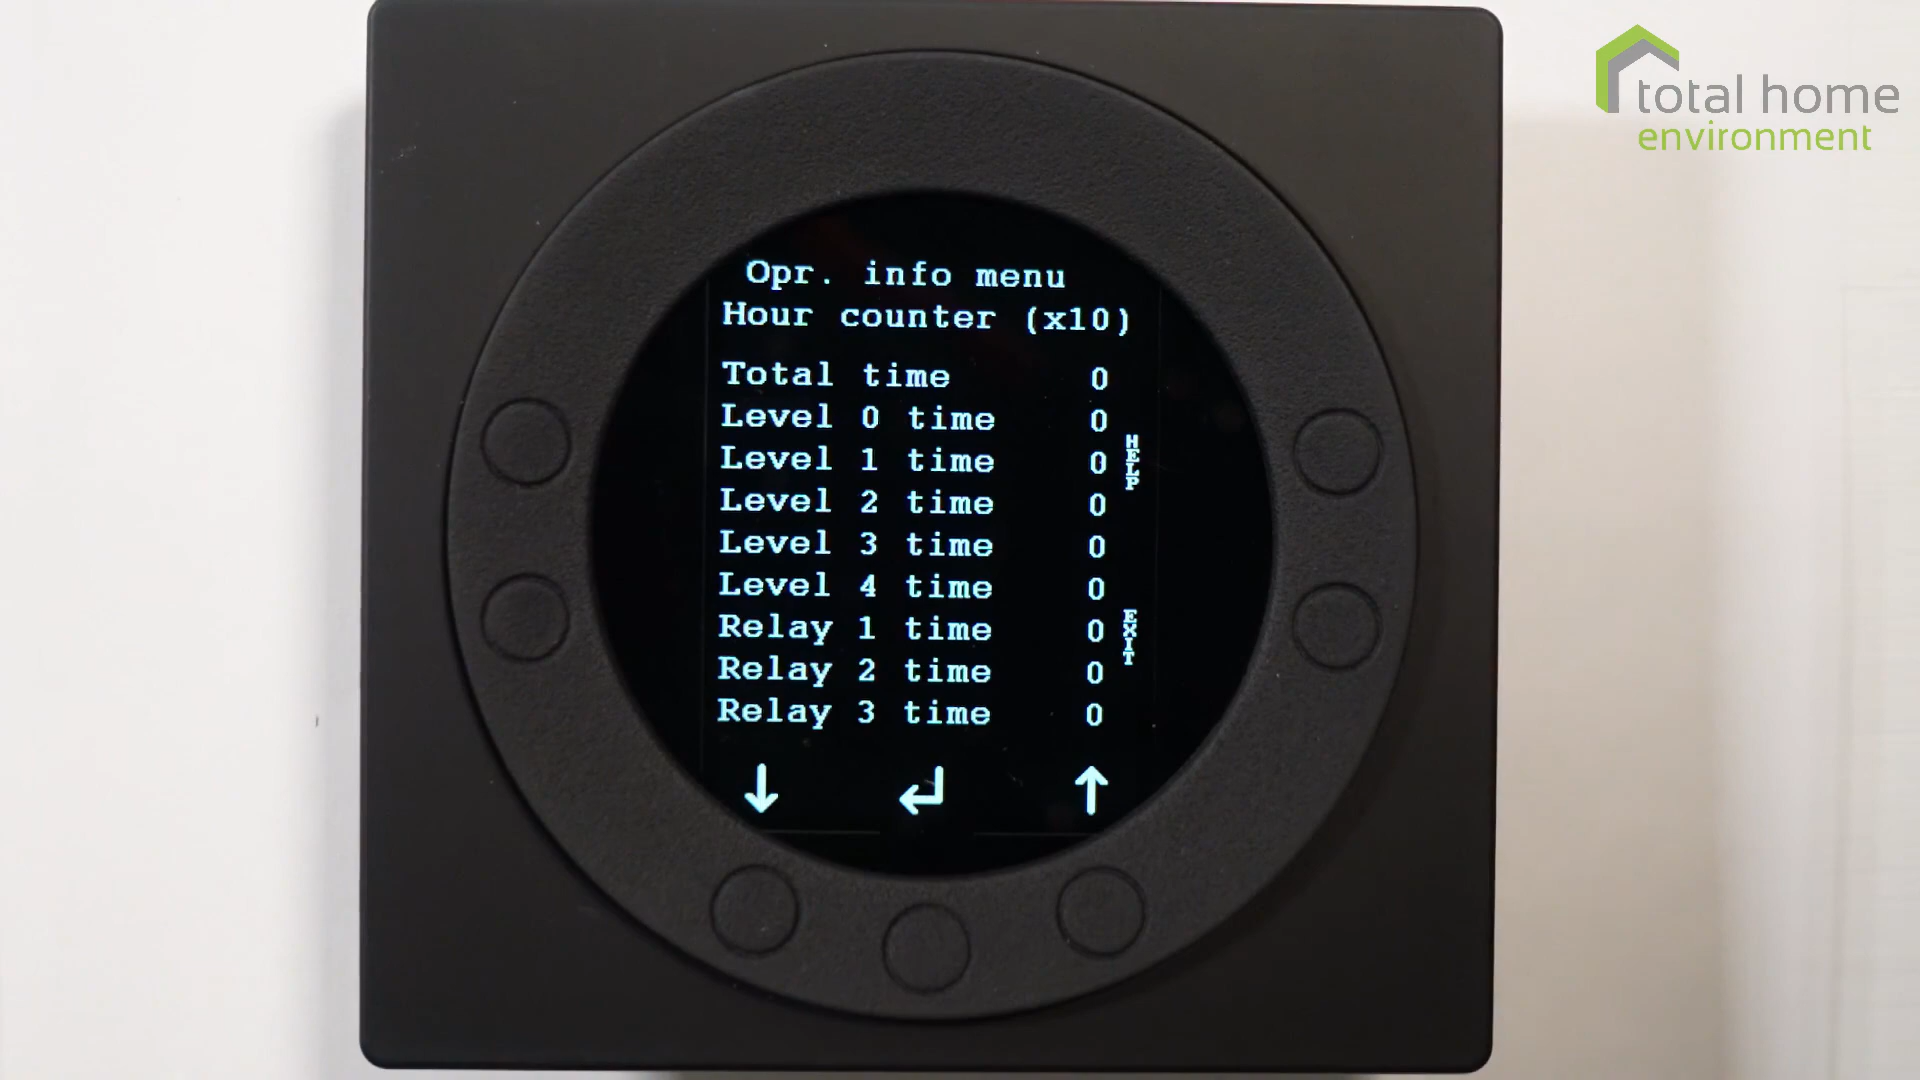 total home
environment
Opr. info menu
Hour counter (x10)
Total time 0
Level 0 time 0
Level 1 time 0
Level 2 time 0
Level 3 time 0
Level 4 time 0
Relay 1 time 0
Relay 2 time 0
Relay 3 time 0
HELP
EXIT